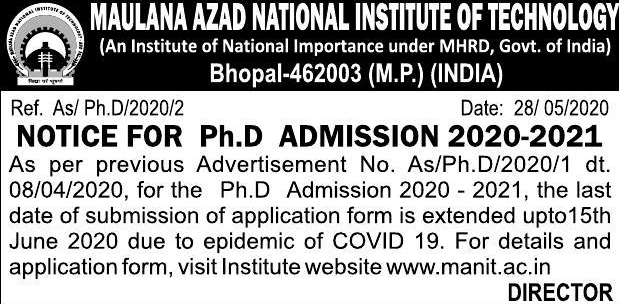 MAULANA AZAD NATIONAL INSTITUTE OF TECHNOLOGY
(An Institute of National Importance under MHRD, Govt. of India)
Bhopal-462003 (M.P.) (INDIA)
Ref. As/ Ph.D/2020/2 Date: 28/ 05/2020
NOTICE FOR Ph.D ADMISSION 2020-2021
As per previous Advertisement No. As/Ph.D/2020/1 dt.
08/04/2020, for the Ph.D Admission 2020 - 2021, the last
date of submission of application form is extended upto15th
June 2020 due to epidemic of COVID 19. For details and
application form, visit Institute website www.manit.ac.in
DIRECTOR